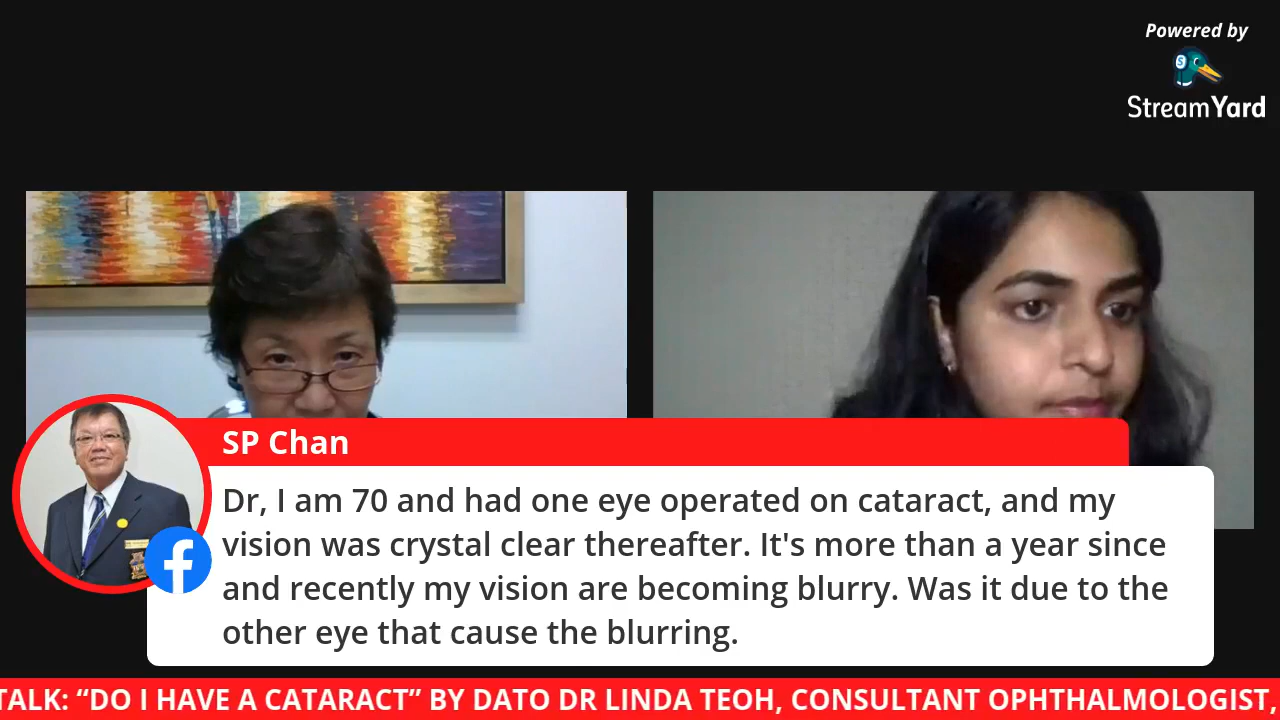 Powered by
StreamYard
SP Chan
Dr, I am 70 and had one eye operated on cataract, and my
vision was crystal clear thereafter. It's more than a year since
and recently my vision are becoming blurry. Was it due to the
other eye that cause the blurring.
TALK: “DO I HAVE A CATARACT” BY DATO DR LINDA TEOH, CONSULTANT OPHTHALMOLOGIST,